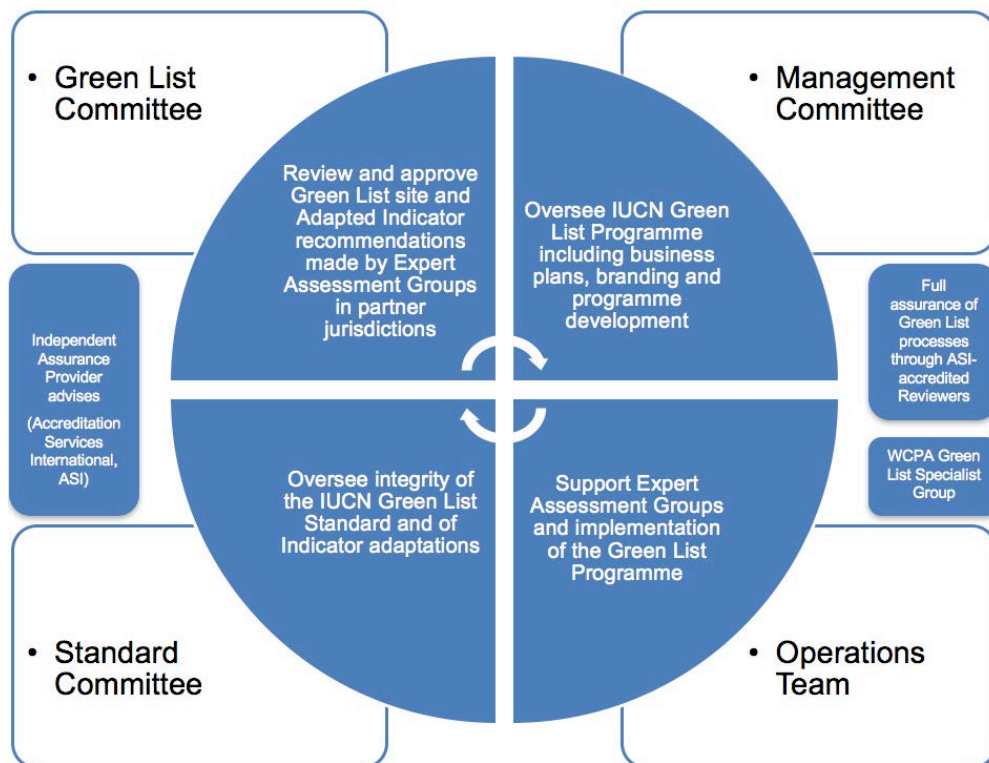 • Green List
Committee
• Management
Committee
Review and approve
Green List site and
Adapted Indicator
recommendations
made by Expert
Assessment Groups
in partner
jurisdictions
Oversee IUCN Green
List Programme
including business
plans, branding and
programme
development
Independent
Assurance
Provider
advises
(Accreditation
Services
International,
ASI)
Full
assurance of
Green List
processes
through ASI-
accredited
Reviewers
WCPA Green
List Specialist
Group
Oversee integrity of
the IUCN Green List
Standard and of
Indicator adaptations
Support Expert
Assessment Groups
and implementation
of the Green List
Programme
• Standard
Committee
• Operations
Team